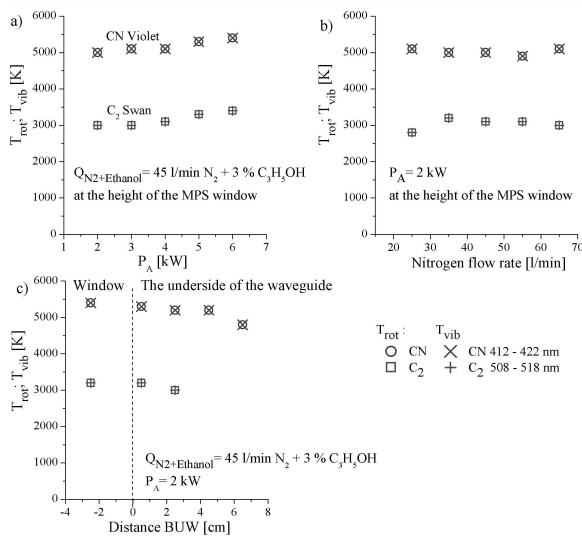 a)
6000
5000
4000
3000
2000
1000
0
T_rot; T_vib [K]
CN Violet
C₂ Swan
Q_N2+Ethanol = 45 l/min N₂ + 3 % C₃H₅OH
at the height of the MPS window
1 2 3 4 5 6 7
P_A [kW]
b)
6000
5000
4000
3000
2000
1000
0
T_rot; T_vib [K]
P_A = 2 kW
at the height of the MPS window
20 30 40 50 60 70
Nitrogen flow rate [l/min]
c)
Window
The underside of the waveguide
6000
5000
4000
3000
2000
1000
0
T_rot; T_vib [K]
Q_N2+Ethanol = 45 l/min N₂ + 3 % C₃H₅OH
P_A = 2 kW
-4 -2 0 2 4 6 8
Distance BUW [cm]
T_rot : T_vib
CN CN 412 - 422 nm
C₂ C₂ 508 - 518 nm